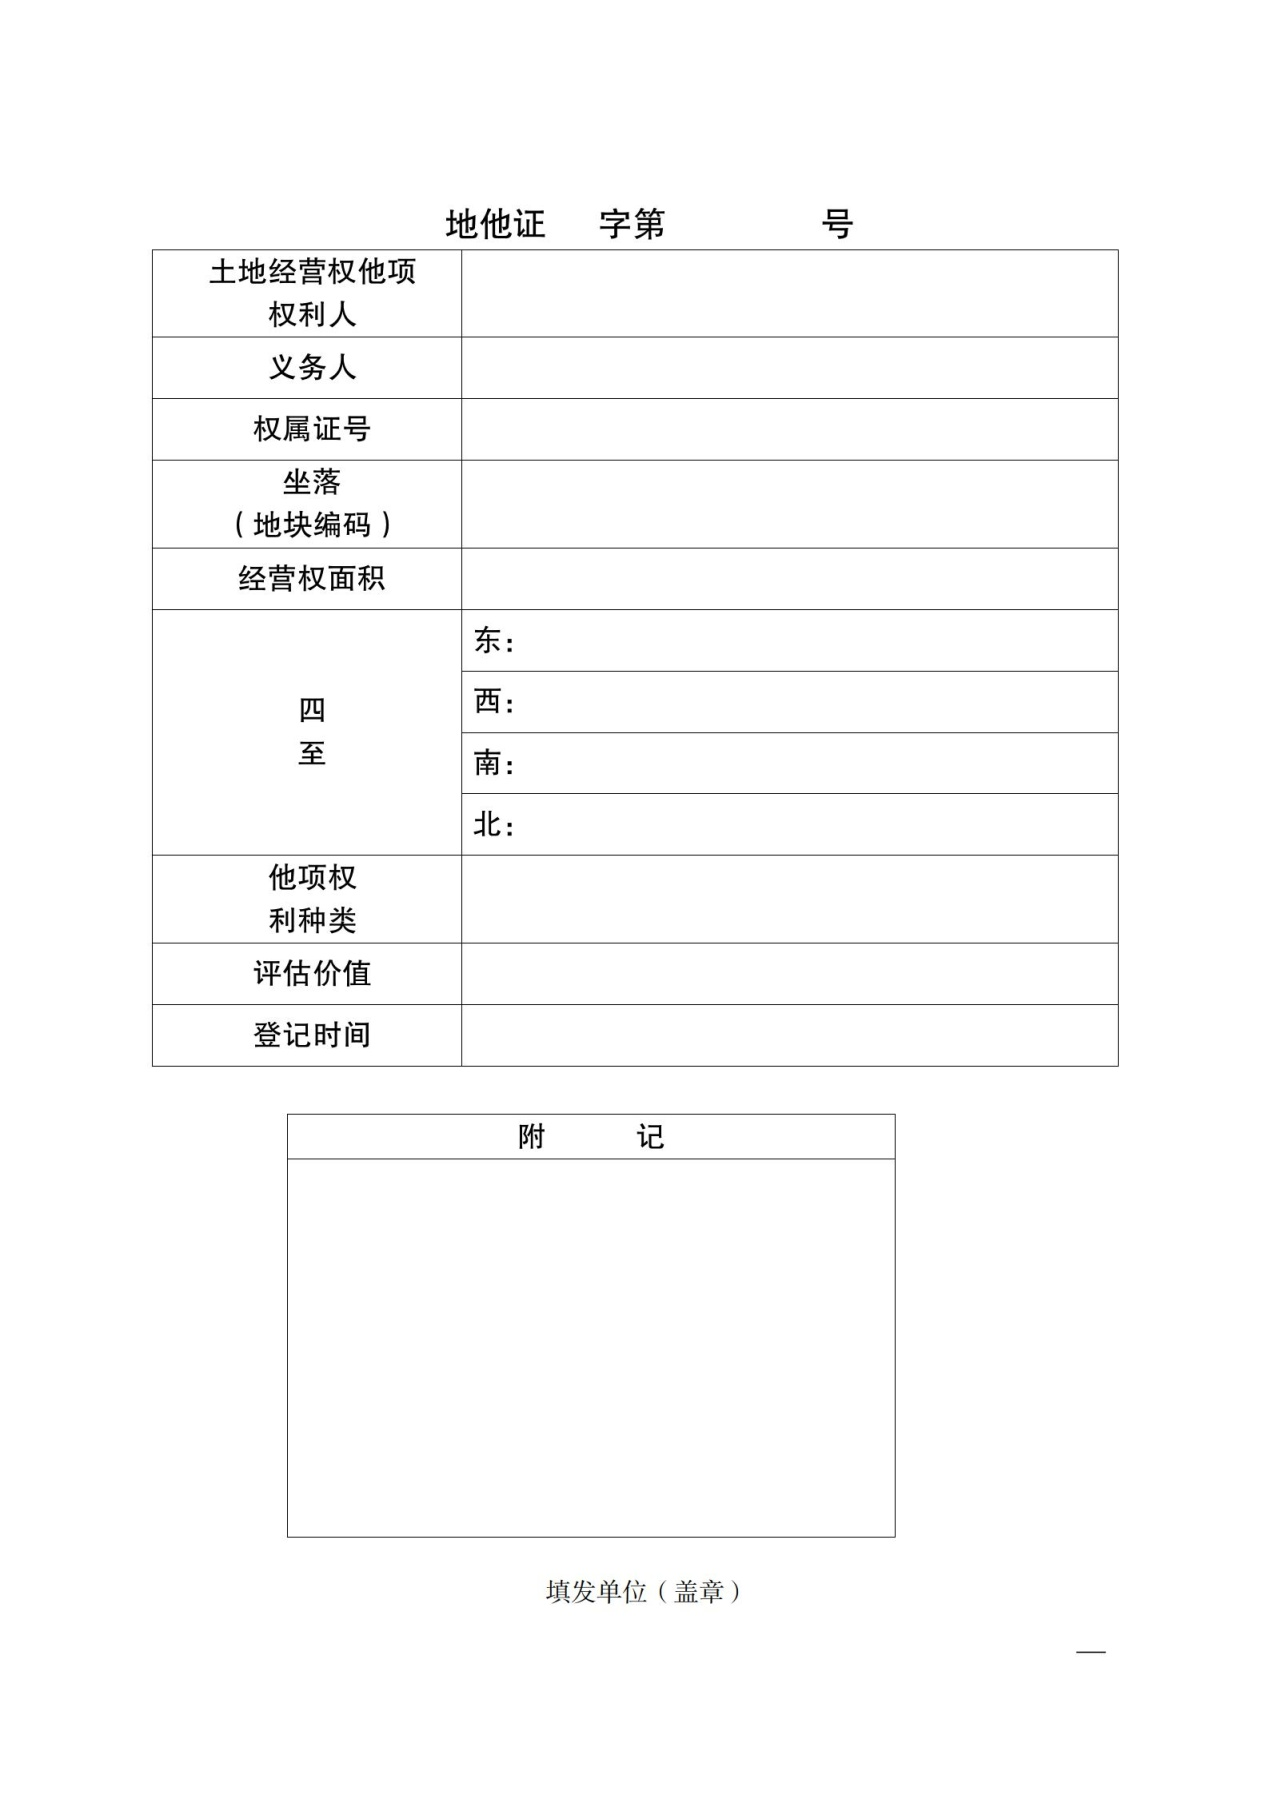 地他证 字第 号
土地经营权他项
权利人
义务人
权属证号
坐落
（地块编码）
经营权面积
四
至
东：
西：
南：
北：
他项权
利种类
评估价值
登记时间
附 记
填发单位（盖章）
—